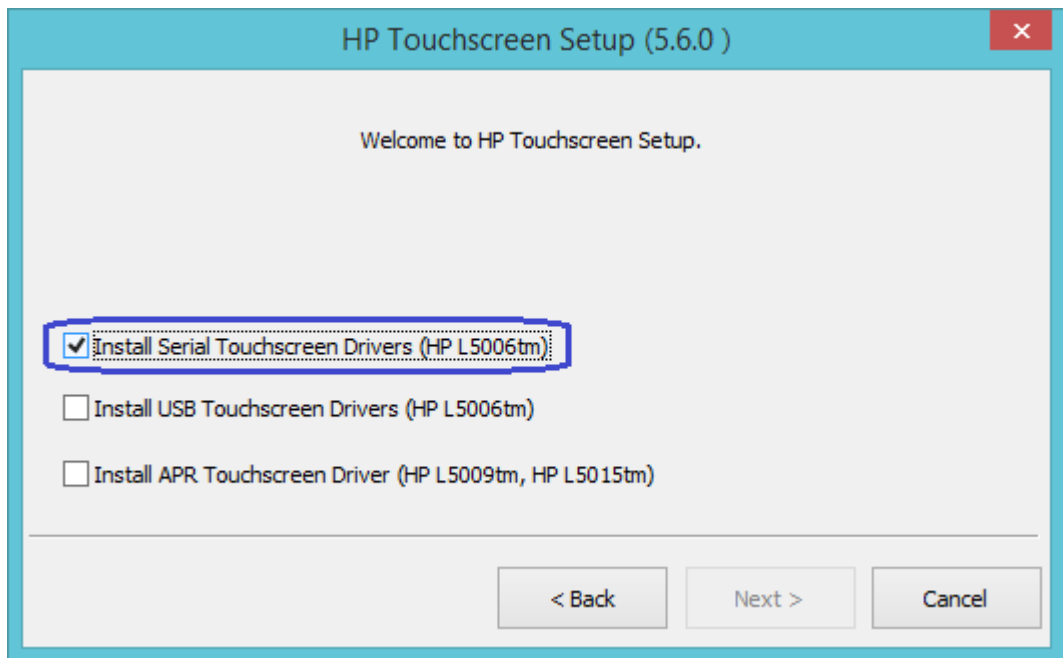 HP Touchscreen Setup (5.6.0 )
Welcome to HP Touchscreen Setup.
Install Serial Touchscreen Drivers (HP L5006tm)
Install USB Touchscreen Drivers (HP L5006tm)
Install APR Touchscreen Driver (HP L5009tm, HP L5015tm)
< Back Next > Cancel